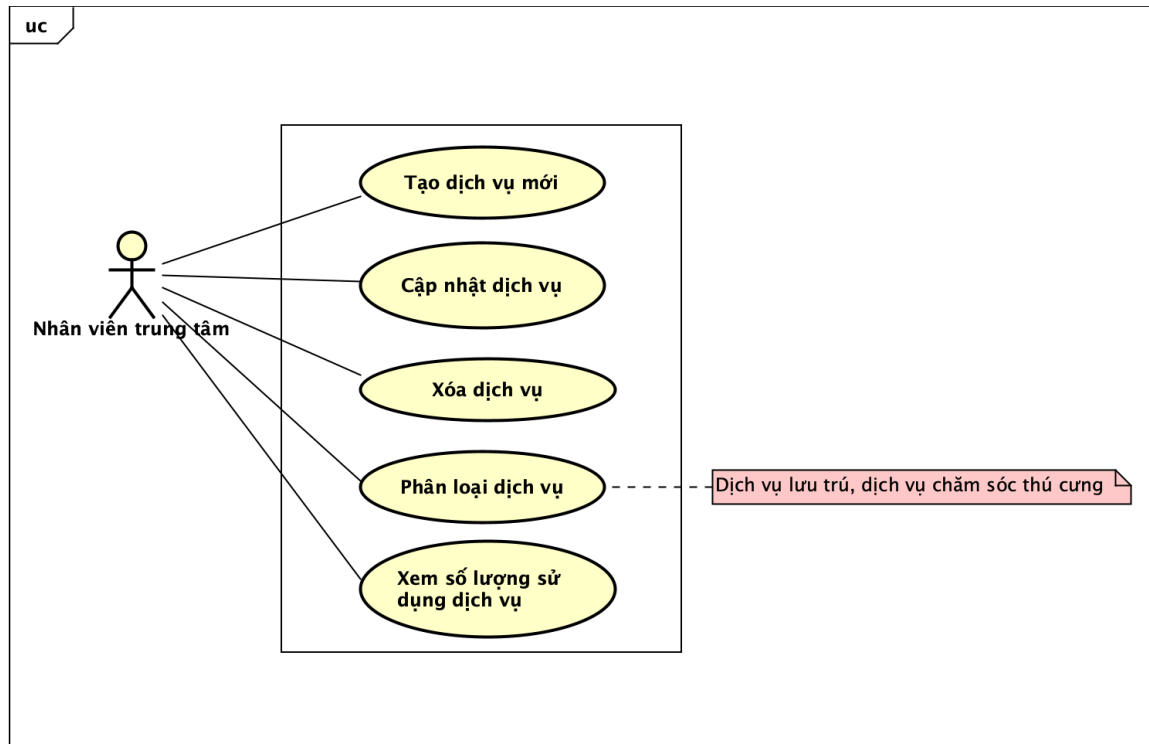 uc
Tạo dịch vụ mới
Cập nhật dịch vụ
Nhân viên trung tâm
Xóa dịch vụ
Phân loại dịch vụ
Dịch vụ lưu trú, dịch vụ chăm sóc thú cưng
Xem số lượng sử
dụng dịch vụ